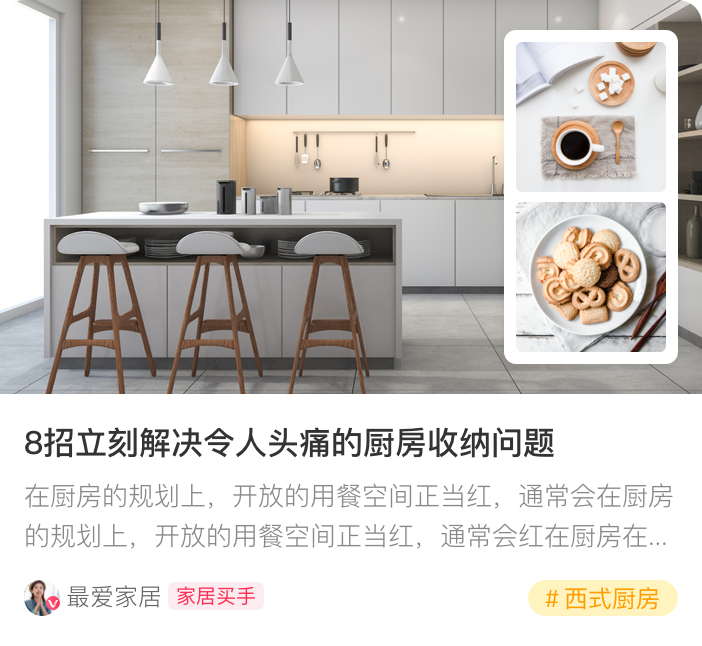 8招立刻解决令人头痛的厨房收纳问题
在厨房的规划上，开放的用餐空间正当红，通常会在厨房
的规划上，开放的用餐空间正当红，通常会红在厨房在...
最爱家居 家居买手 # 西式厨房